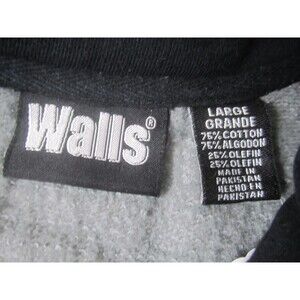 Walls®
LARGE
GRANDE
75% COTTON
75% ALGODON
25% OLEFIN
25% OLEFIN
MADE IN
PAKISTAN
HECHO EN
PAKISTAN